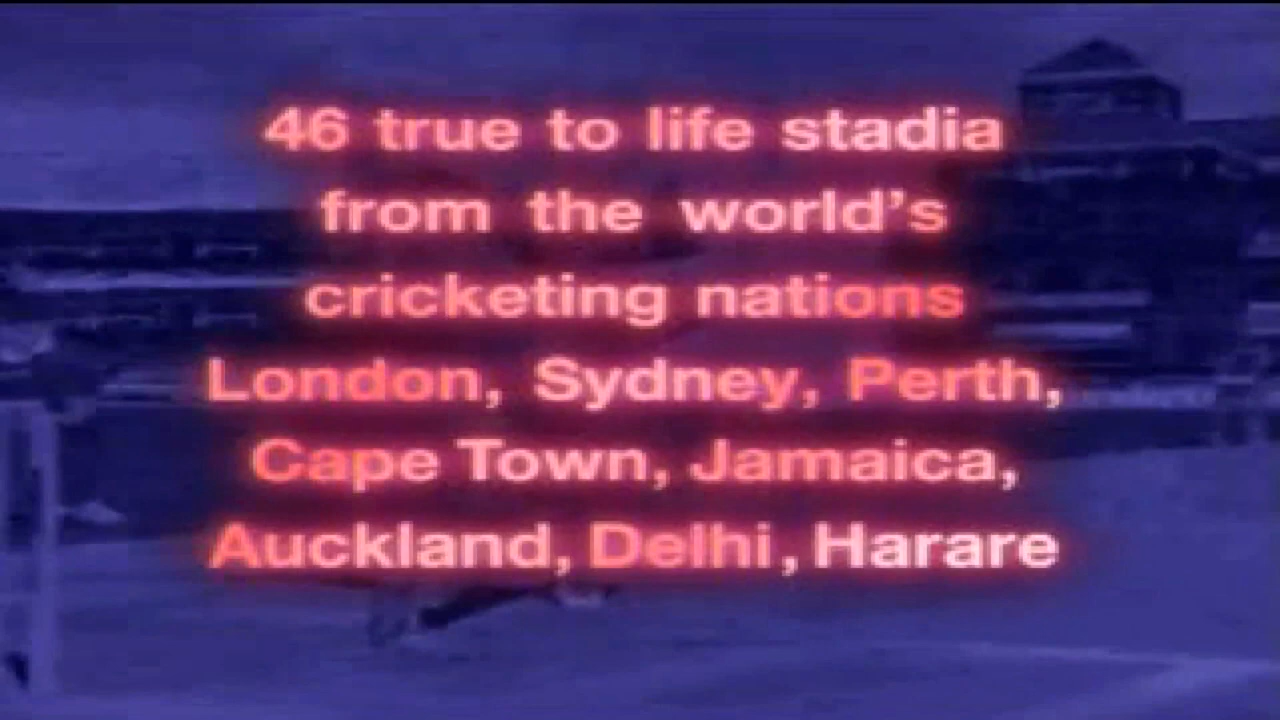 46 true to life stadia
from the world’s
cricketing nations
London, Sydney, Perth,
Cape Town, Jamaica,
Auckland, Delhi, Harare